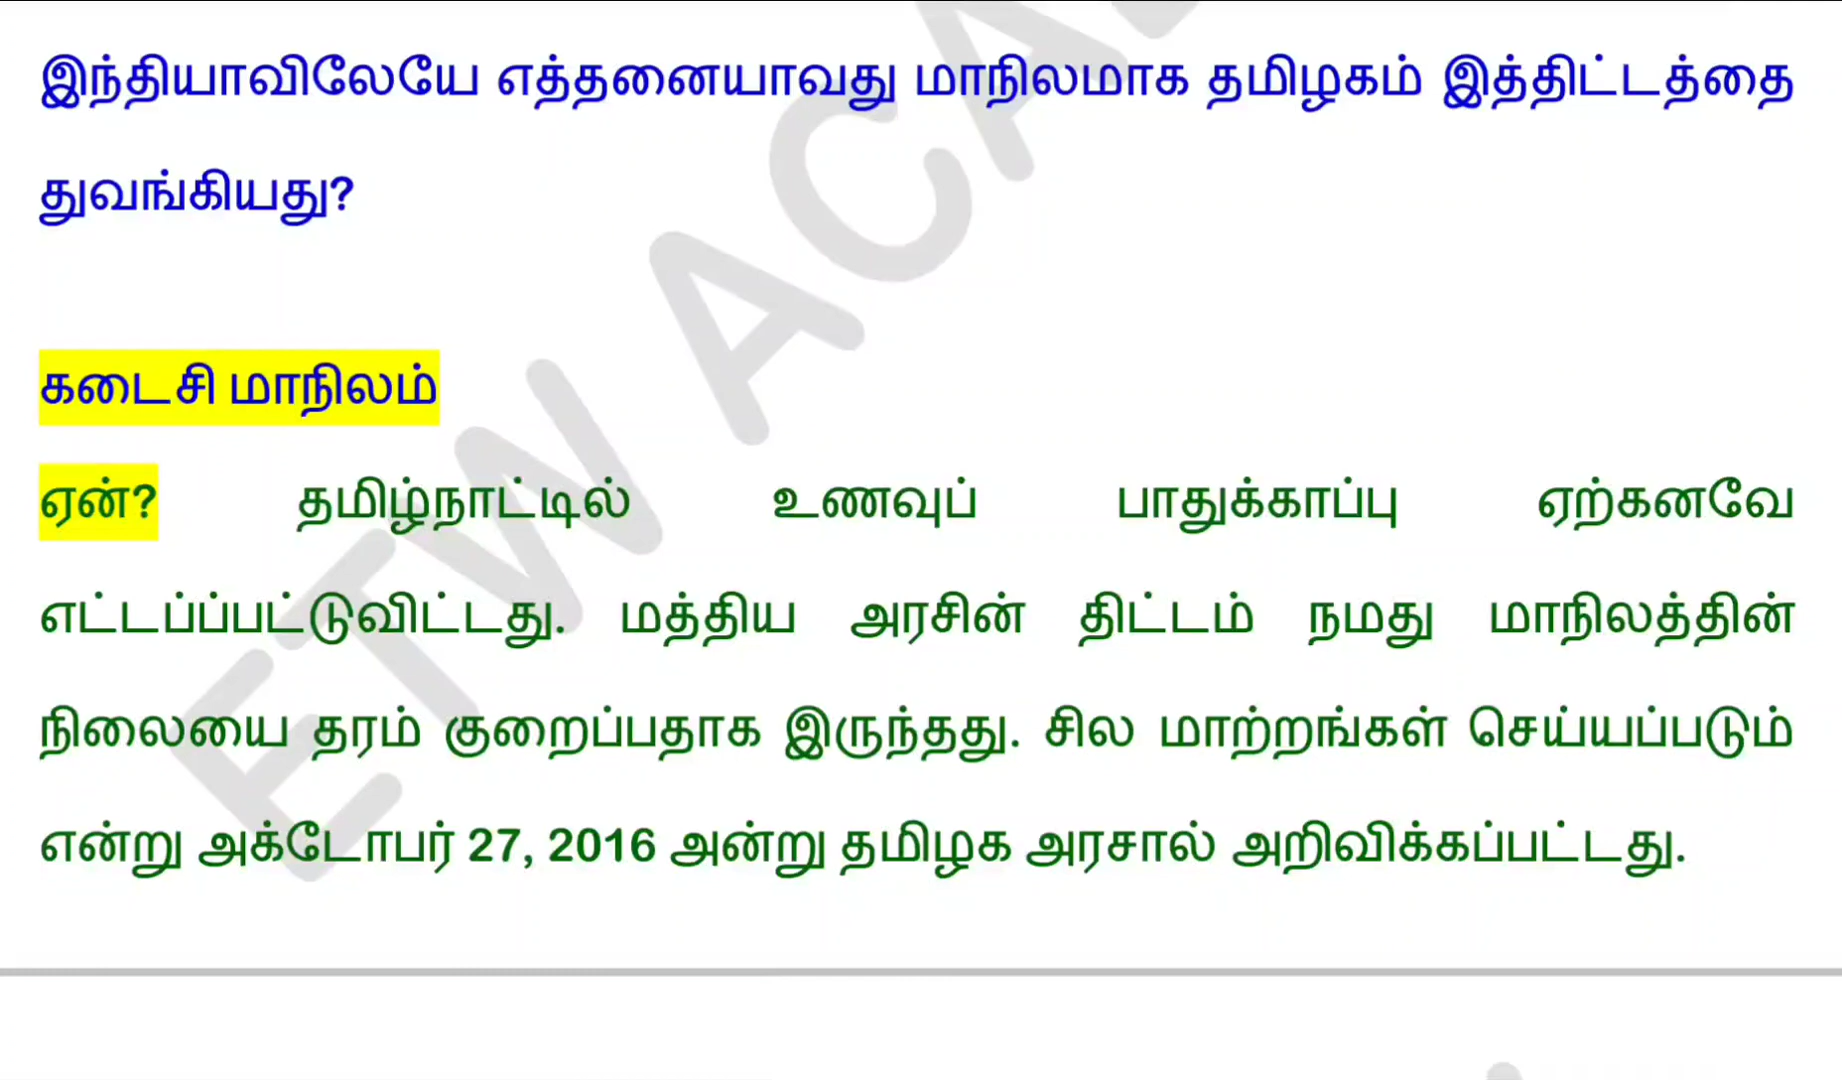 இந்தியாவிலேயே எத்தனையாவது மாநிலமாக தமிழகம் இத்திட்டத்தை
துவங்கியது?
கடைசி மாநிலம்
ஏன்? தமிழ்நாட்டில் உணவுப் பாதுக்காப்பு ஏற்கனவே
எட்டப்ப்பட்டுவிட்டது. மத்திய அரசின் திட்டம் நமது மாநிலத்தின்
நிலையை தரம் குறைப்பதாக இருந்தது. சில மாற்றங்கள் செய்யப்படும்
என்று அக்டோபர் 27, 2016 அன்று தமிழக அரசால் அறிவிக்கப்பட்டது.
ETW ACA